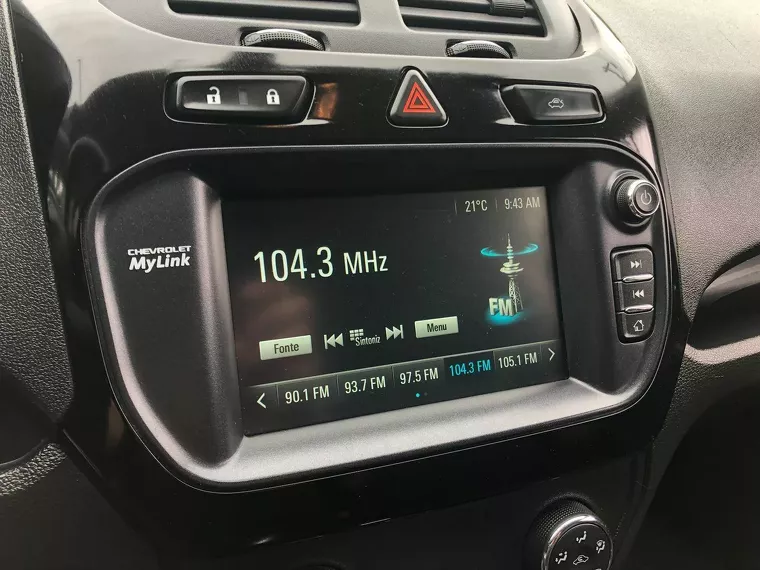 21°C 9:43 AM
CHEVROLET
MyLink
104.3 MHz
FM
Fonte Sintoniz Menu
90.1 FM 93.7 FM 97.5 FM 104.3 FM 105.1 FM